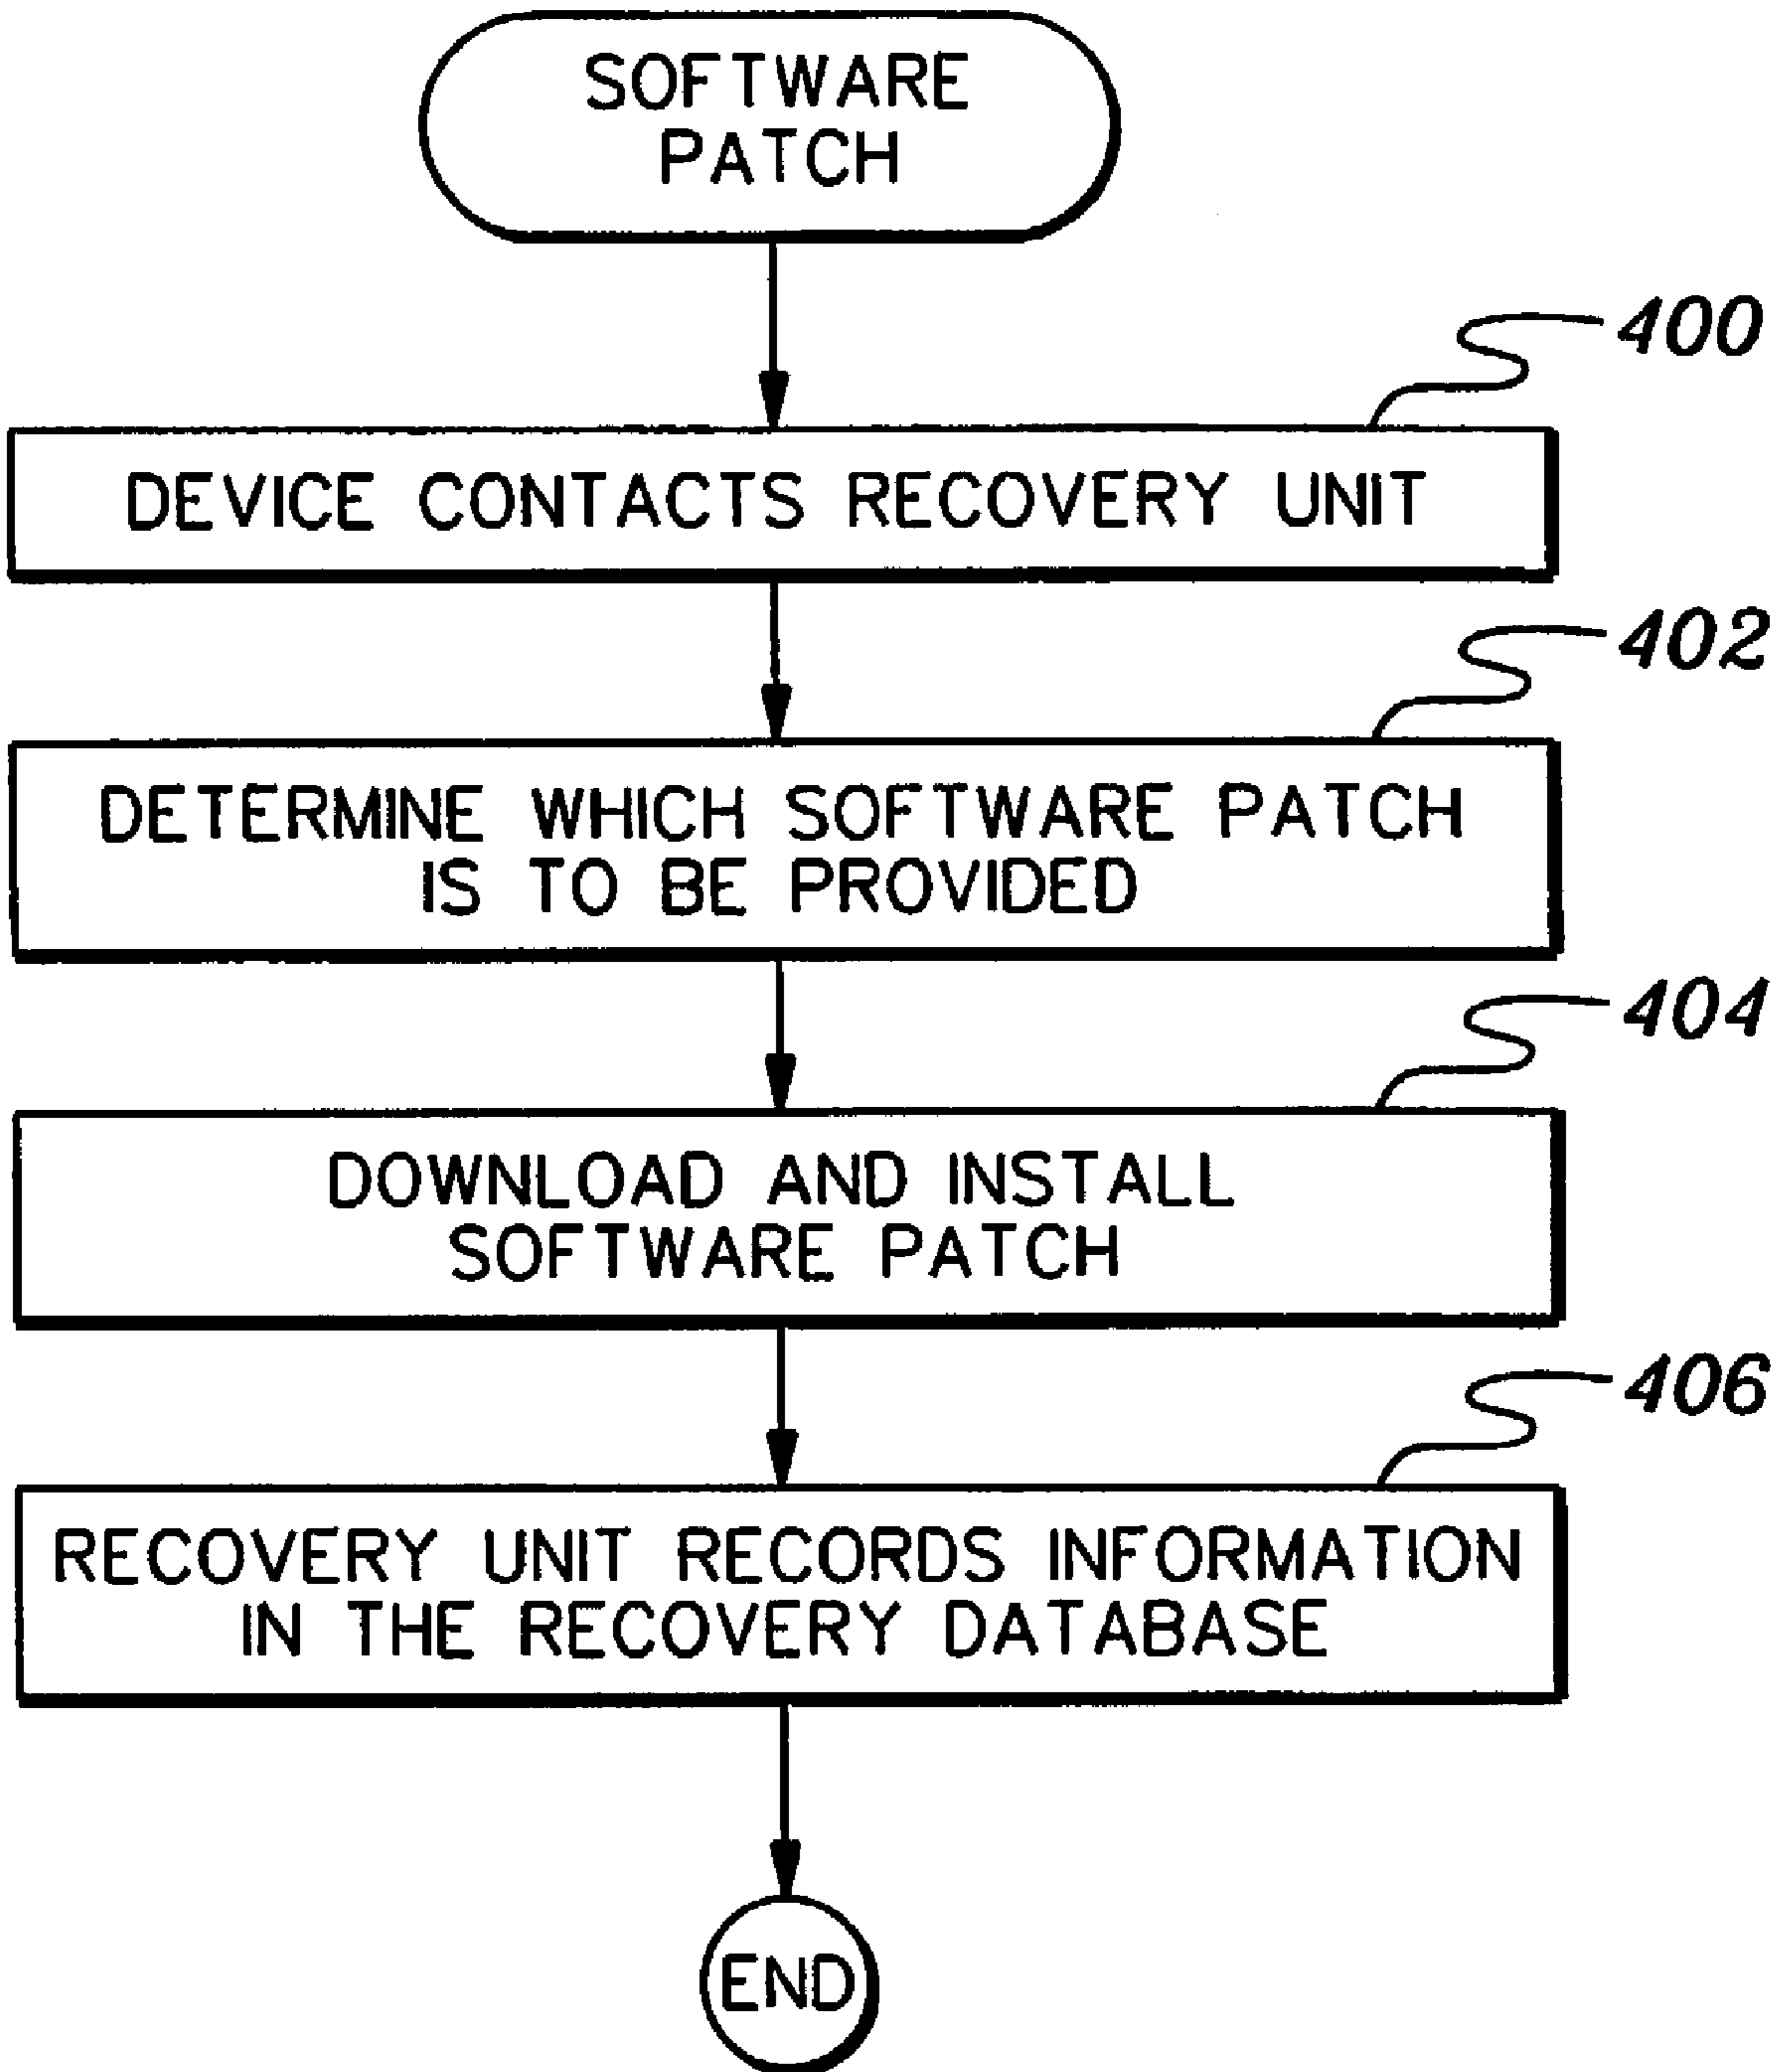 SOFTWARE
PATCH
400
DEVICE CONTACTS RECOVERY UNIT
402
DETERMINE WHICH SOFTWARE PATCH
IS TO BE PROVIDED
404
DOWNLOAD AND INSTALL
SOFTWARE PATCH
406
RECOVERY UNIT RECORDS INFORMATION
IN THE RECOVERY DATABASE
END